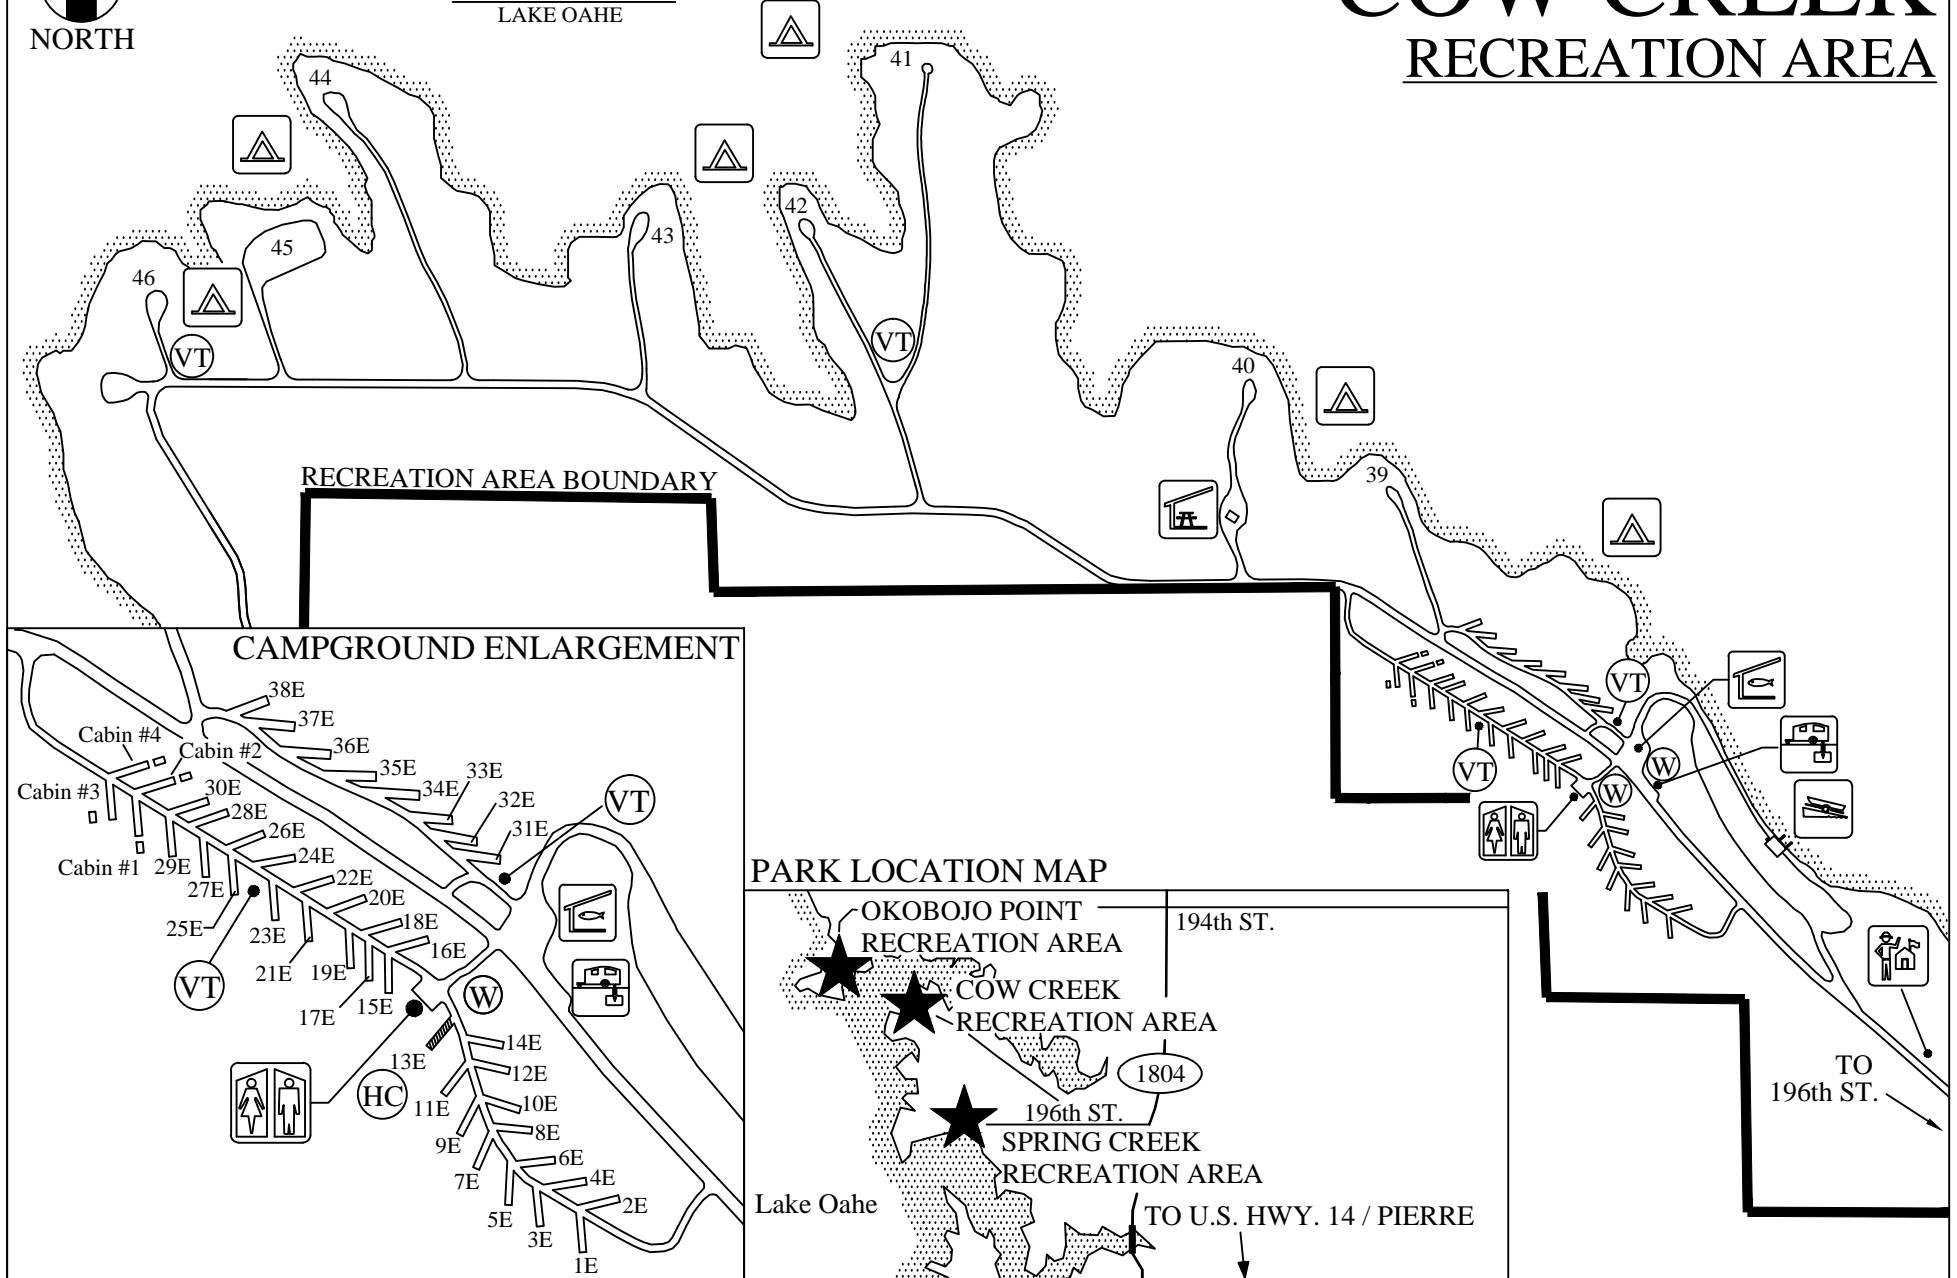 COW CREEK
RECREATION AREA
LAKE OAHE
NORTH
44
41
42
43
45
46
VT
VT
40
39
RECREATION AREA BOUNDARY
VT
VT
W
W
TO
196th ST.
CAMPGROUND ENLARGEMENT
38E
37E
36E
35E
34E
33E
32E
31E
Cabin #4
Cabin #2
Cabin #3
Cabin #1
30E
28E
26E
24E
22E
20E
18E
16E
29E
27E
25E
23E
21E
19E
17E
15E
VT
VT
W
HC
13E
14E
12E
11E
10E
9E
8E
7E
6E
5E
4E
3E
2E
1E
PARK LOCATION MAP
OKOBOJO POINT
RECREATION AREA
194th ST.
COW CREEK
RECREATION AREA
1804
196th ST.
SPRING CREEK
RECREATION AREA
Lake Oahe
TO U.S. HWY. 14 / PIERRE